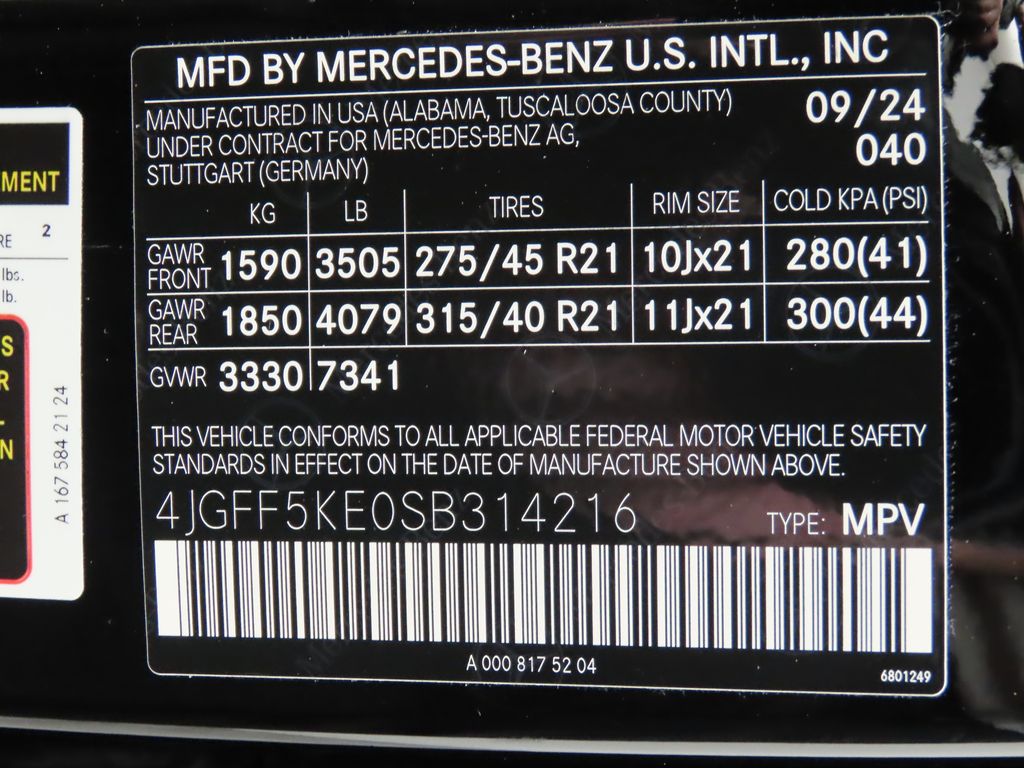 MFD BY MERCEDES-BENZ U.S. INTL., INC
MANUFACTURED IN USA (ALABAMA, TUSCALOOSA COUNTY) 09/24
UNDER CONTRACT FOR MERCEDES-BENZ AG, 040
STUTTGART (GERMANY)
KG LB TIRES RIM SIZE COLD KPA (PSI)
GAWR FRONT 1590 3505 275/45 R21 10Jx21 280(41)
GAWR REAR 1850 4079 315/40 R21 11Jx21 300(44)
GVWR 3330 7341
THIS VEHICLE CONFORMS TO ALL APPLICABLE FEDERAL MOTOR VEHICLE SAFETY
STANDARDS IN EFFECT ON THE DATE OF MANUFACTURE SHOWN ABOVE.
4JGFF5KE0SB314216 TYPE: MPV
A 000 817 52 04
6801249
MENT
RE 2
lbs.
lb.
S
R
N
A 167 584 21 24